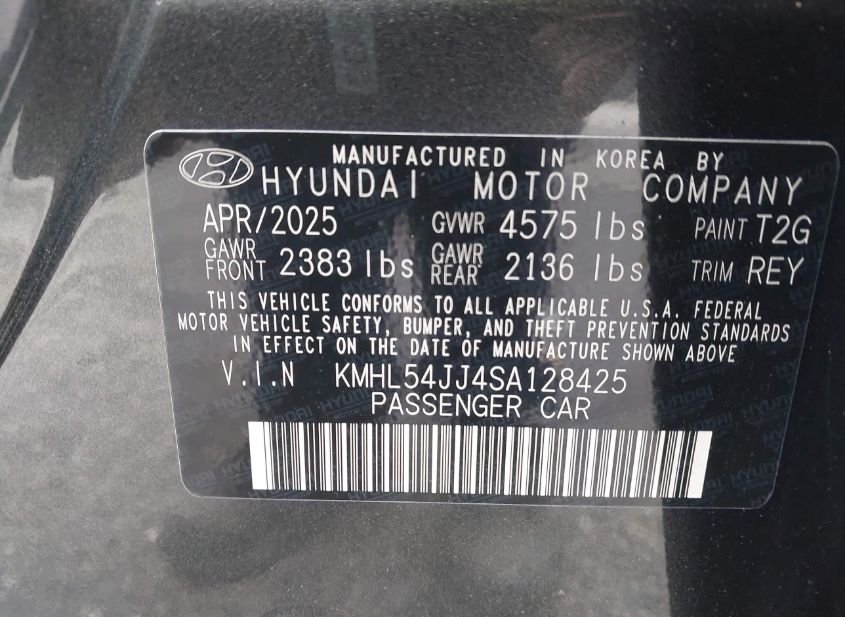 MANUFACTURED IN KOREA BY
HYUNDAI MOTOR COMPANY
APR/2025 GVWR 4575 lbs PAINT T2G
GAWR FRONT 2383 lbs GAWR REAR 2136 lbs TRIM REY
THIS VEHICLE CONFORMS TO ALL APPLICABLE U.S.A. FEDERAL
MOTOR VEHICLE SAFETY, BUMPER, AND THEFT PREVENTION STANDARDS
IN EFFECT ON THE DATE OF MANUFACTURE SHOWN ABOVE
V.I.N KMHL54JJ4SA128425
PASSENGER CAR